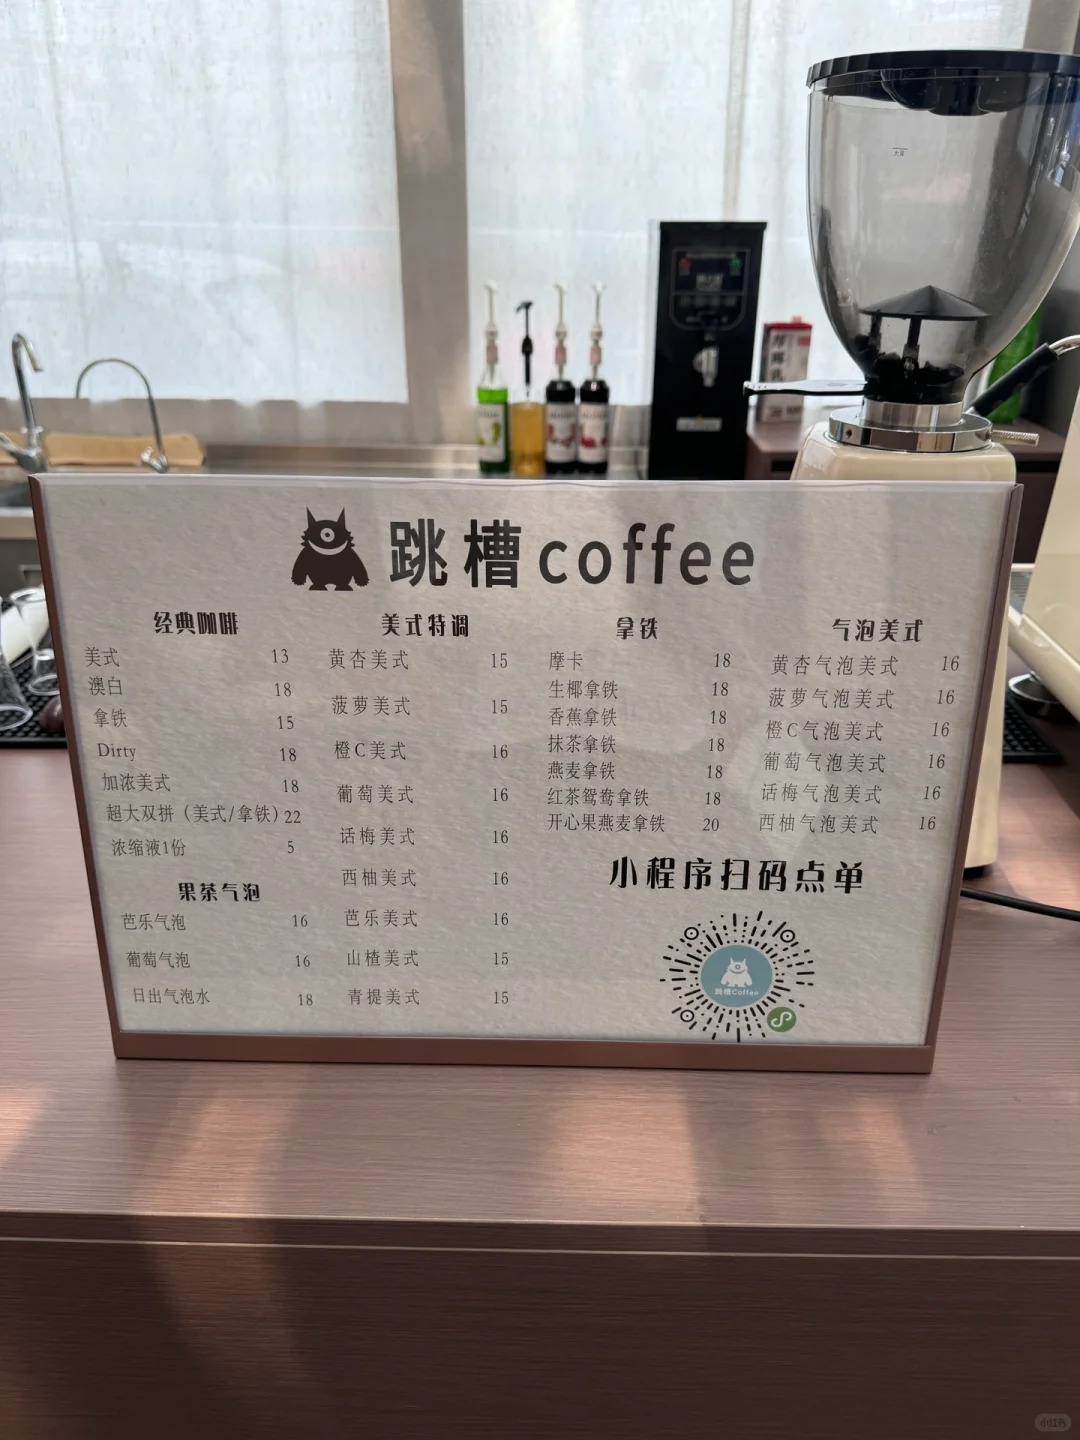 跳槽coffee
经典咖啡
美式 13
澳白 18
拿铁 15
Dirty 18
加浓美式 18
超大双拼（美式/拿铁）22
浓缩液1份 5
果茶气泡
芭乐气泡 16
葡萄气泡 16
日出气泡水 18
美式特调
黄杏美式 15
菠萝美式 15
橙C美式 16
葡萄美式 16
话梅美式 16
西柚美式 16
芭乐美式 16
山楂美式 15
青提美式 15
拿铁
摩卡 18
生椰拿铁 18
香蕉拿铁 18
抹茶拿铁 18
燕麦拿铁 18
红茶鸳鸯拿铁 18
开心果燕麦拿铁 20
气泡美式
黄杏气泡美式 16
菠萝气泡美式 16
橙C气泡美式 16
葡萄气泡美式 16
话梅气泡美式 16
西柚气泡美式 16
小程序扫码点单
跳槽Coffee
小红书